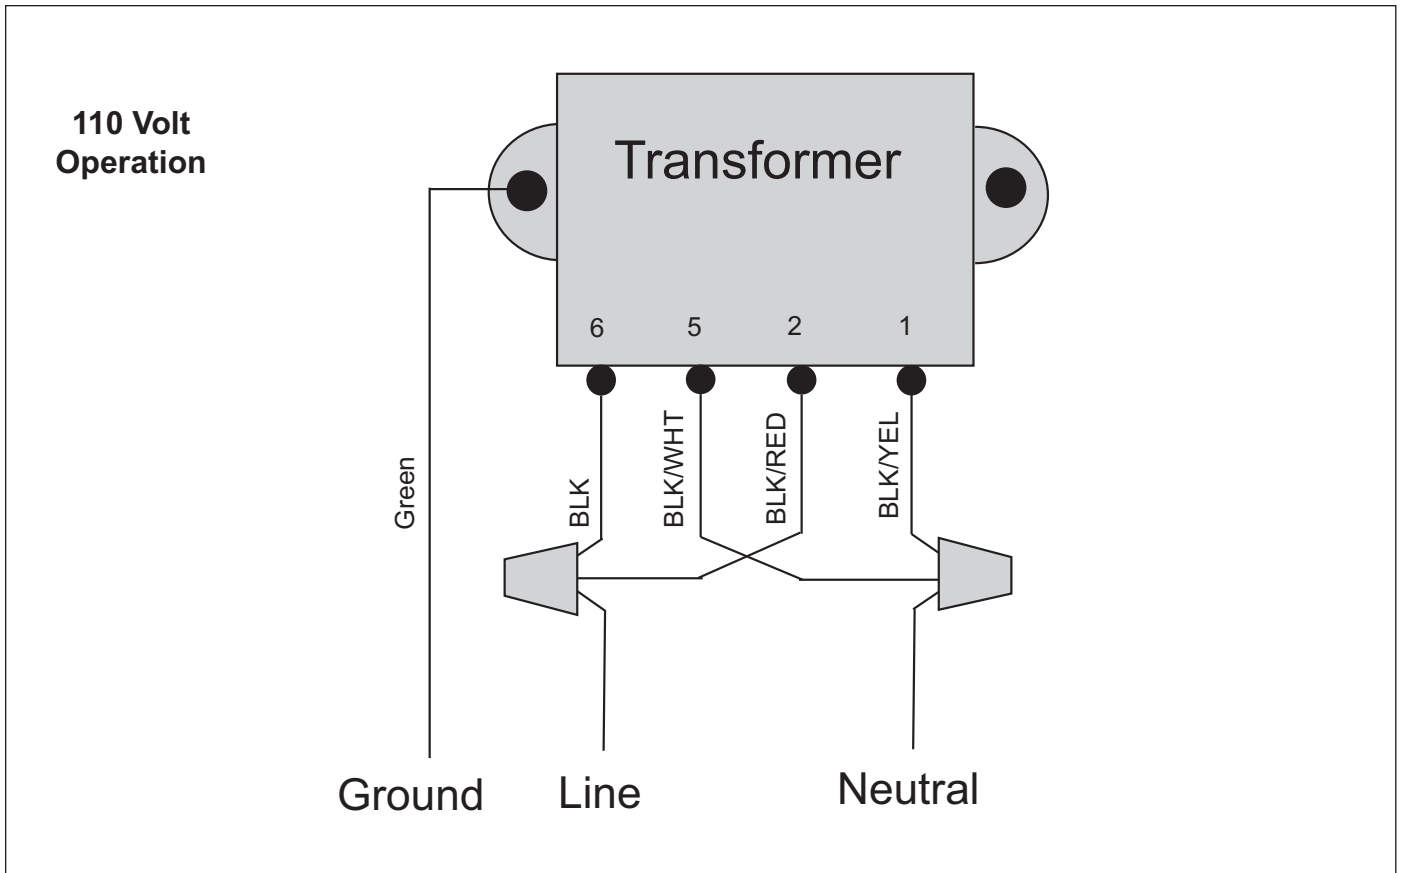 110 Volt
Operation
Transformer
6 5 2 1
Green
BLK
BLK/WHT
BLK/RED
BLK/YEL
Ground
Line
Neutral